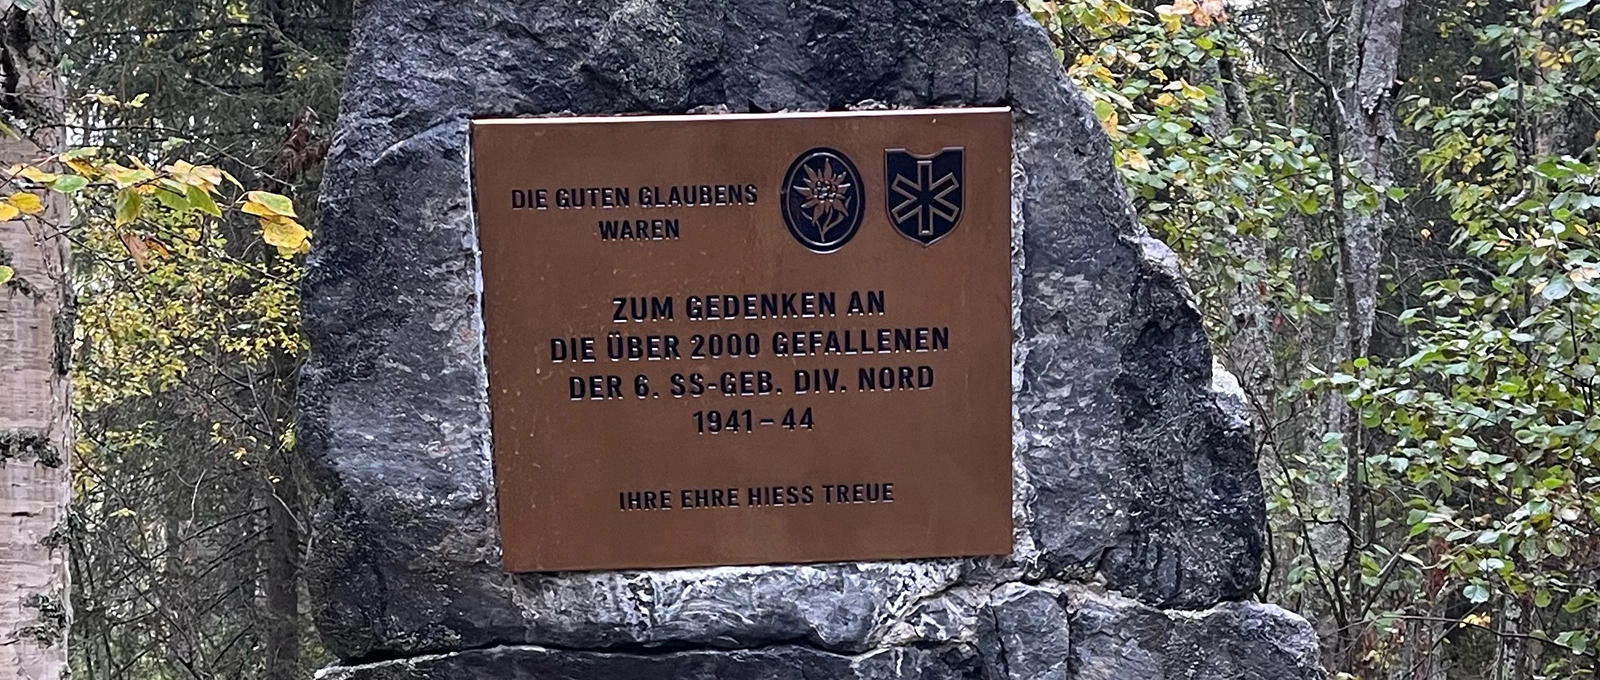 DIE GUTEN GLAUBENS
WAREN
ZUM GEDENKEN AN
DIE ÜBER 2000 GEFALLENEN
DER 6. SS-GEB. DIV. NORD
1941–44
IHRE EHRE HIESS TREUE